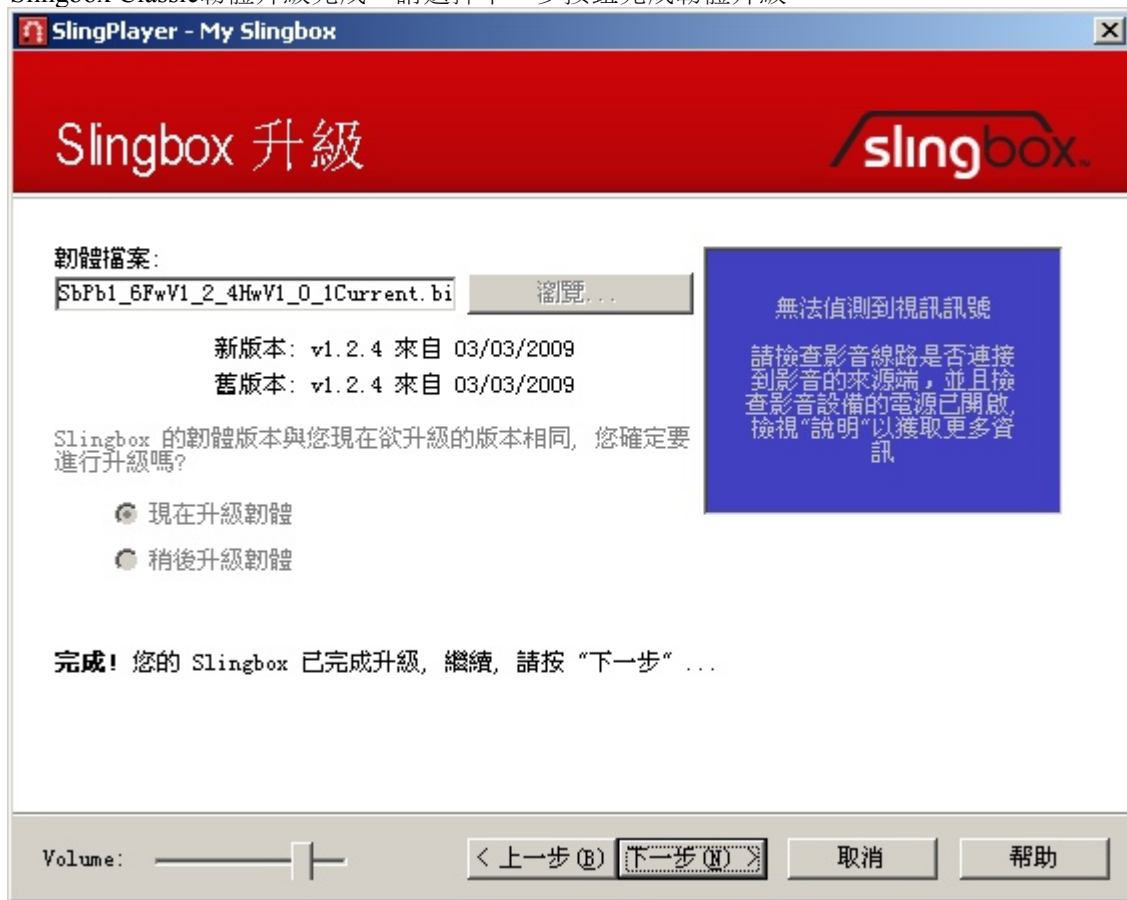 SlingPlayer - My Slingbox
Slingbox 升級
slingbox.
韌體檔案:
SbPb1_6FwV1_2_4HwV1_0_1Current.bi
瀏覽...
新版本: v1.2.4 來自 03/03/2009
舊版本: v1.2.4 來自 03/03/2009
Slingbox 的韌體版本與您現在欲升級的版本相同, 您確定要
進行升級嗎?
現在升級韌體
稍後升級韌體
無法偵測到視訊訊號
請檢查影音線路是否連接
到影音的來源端，並且檢
查影音設備的電源已開啟,
檢視“說明“以獲取更多資
訊
完成! 您的 Slingbox 已完成升級, 繼續, 請按 “下一步“ ...
Volume:
< 上一步(B)
下一步(N) >
取消
帮助